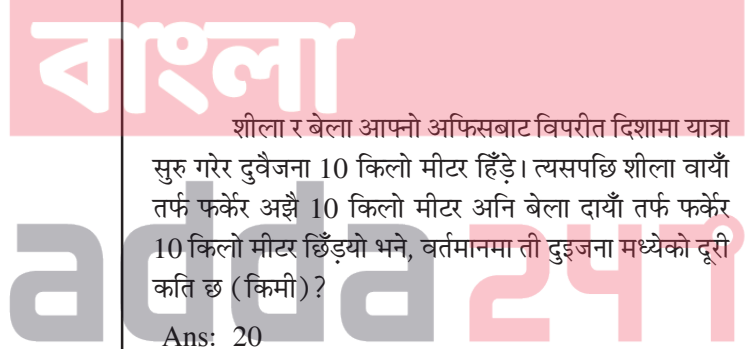 বাংলা
शीला र बेला आफ्नो अफिसबाट विपरीत दिशामा यात्रा
सुरु गरेर दुवैजना 10 किलो मीटर हिँड़े। त्यसपछि शीला वायाँ
तर्फ फर्केर अझै 10 किलो मीटर अनि बेला दायाँ तर्फ फर्केर
10 किलो मीटर छिँड़यो भने, वर्तमानमा ती दुइजना मध्येको दूरी
कति छ (किमी)?
Ans: 20
adda247